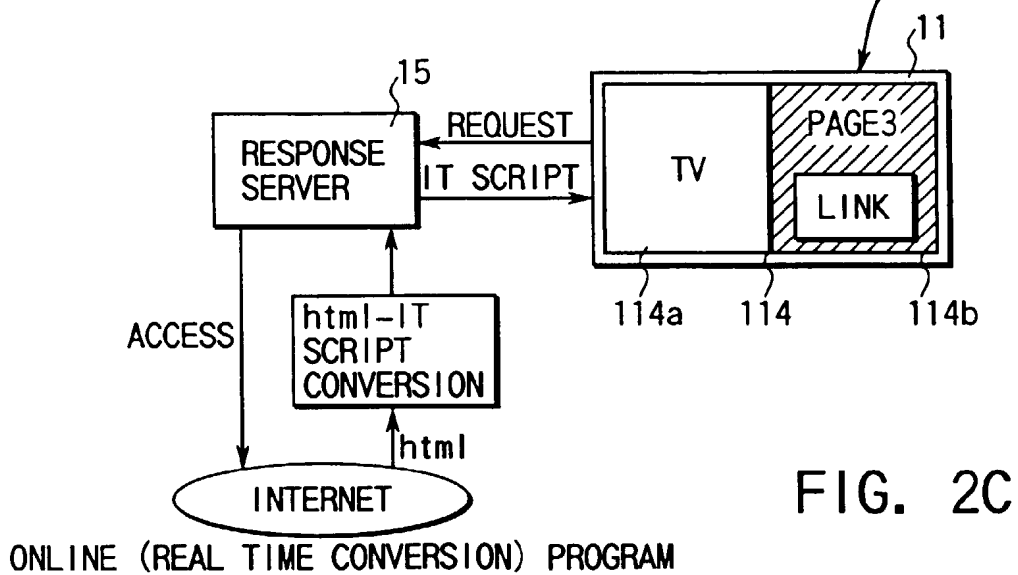 11
15
REQUEST
PAGE3
RESPONSE
SERVER
IT SCRIPT
TV
LINK
114a
114
114b
html-IT
SCRIPT
CONVERSION
ACCESS
html
INTERNET
FIG. 2C
ONLINE (REAL TIME CONVERSION) PROGRAM